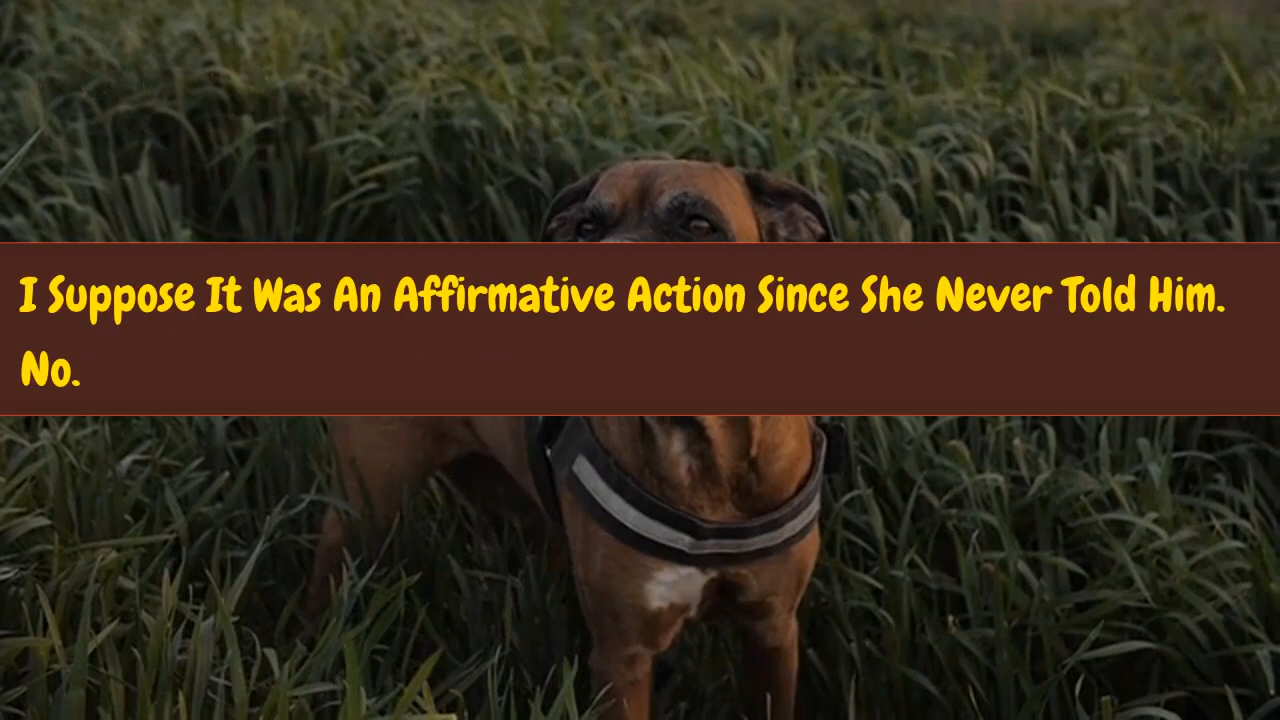 I Suppose It Was An Affirmative Action Since She Never Told Him.
No.